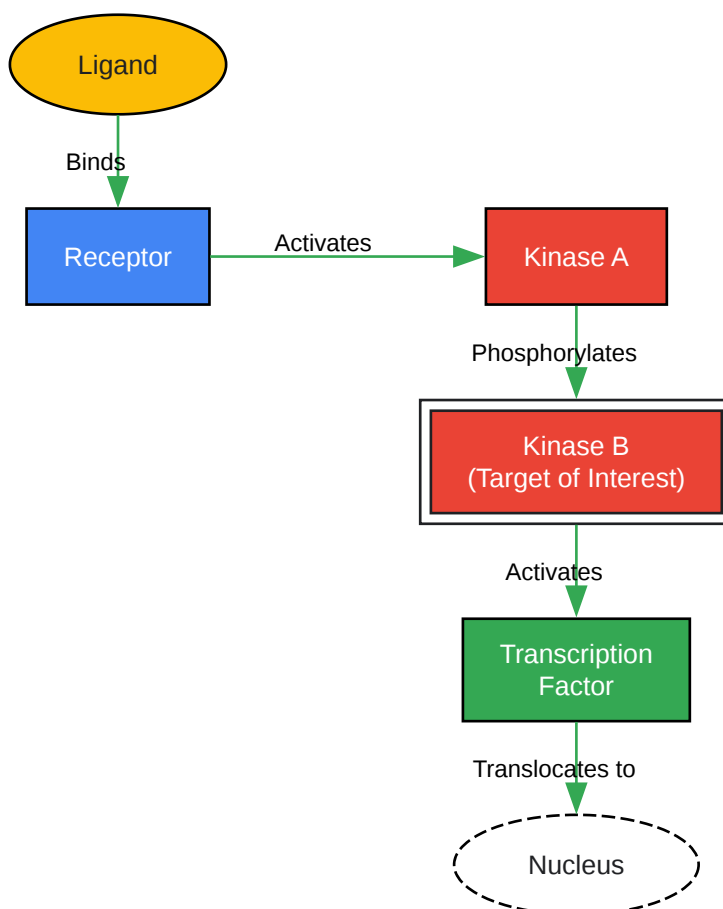 Ligand
Binds
Receptor
Activates
Kinase A
Phosphorylates
Kinase B
(Target of Interest)
Activates
Transcription
Factor
Translocates to
Nucleus